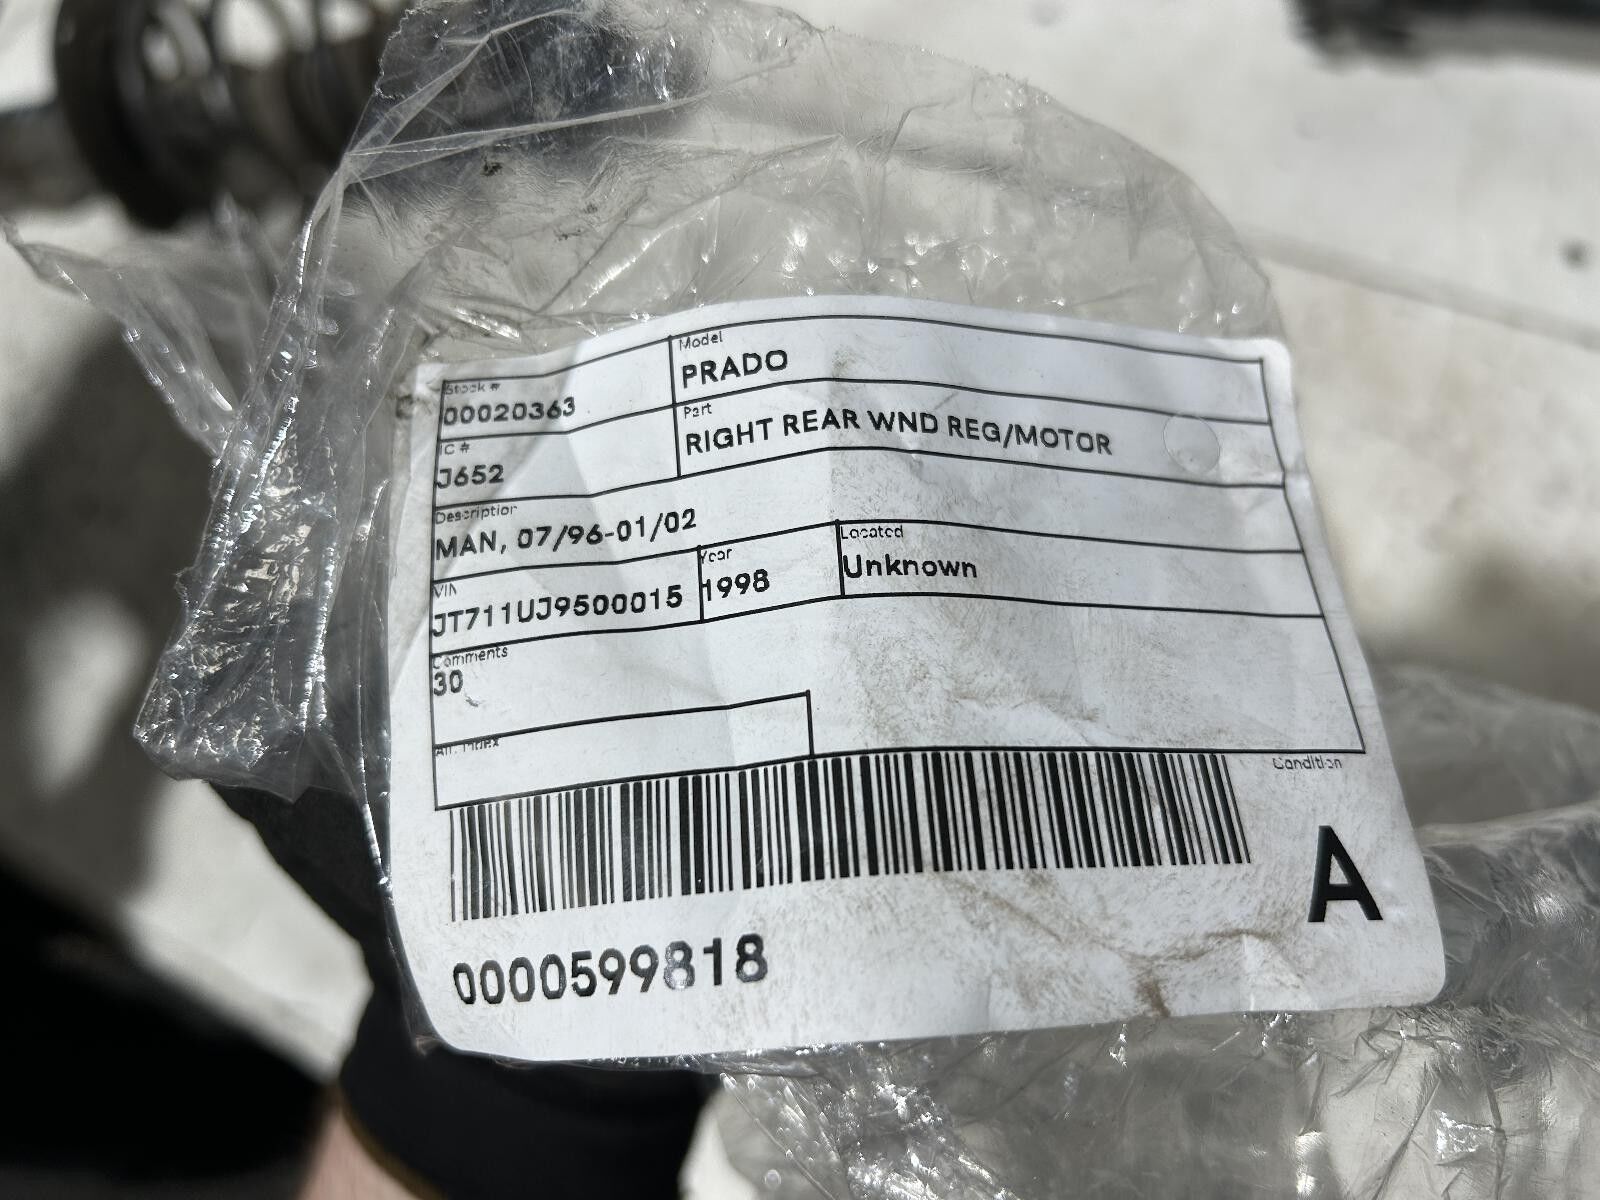 Stock #
00020363
Model
PRADO
IC #
J652
Part
RIGHT REAR WND REG/MOTOR
Description
MAN, 07/96-01/02
VIN
JT711UJ9500015
Year
1998
Located
Unknown
Comments
30
Condition
A
0000599818